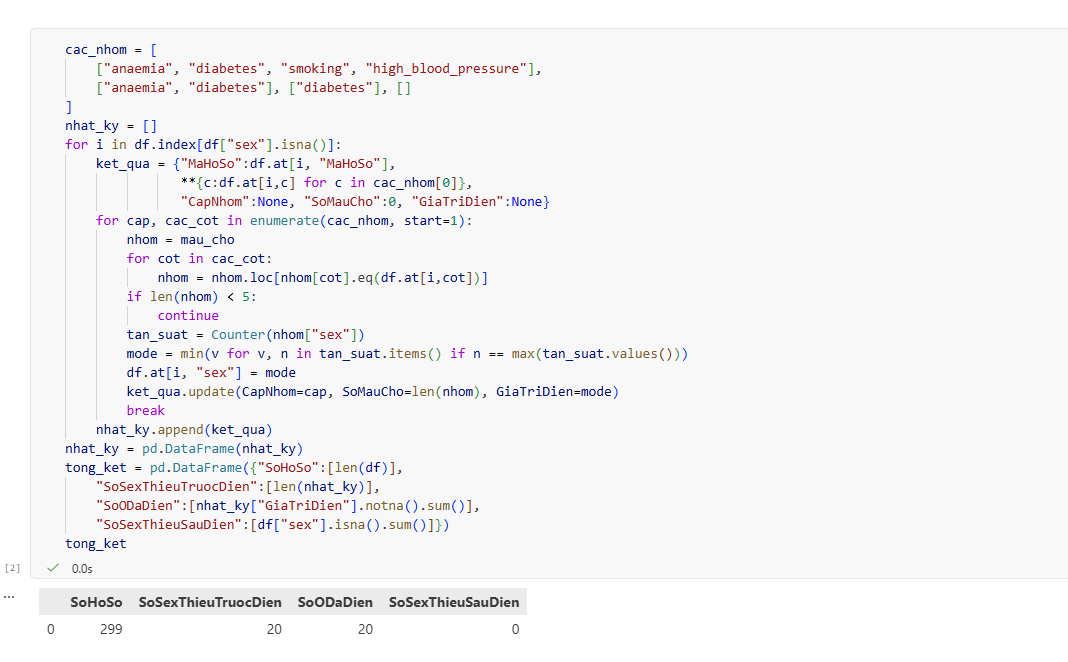 cac_nhom = [
    ["anaemia", "diabetes", "smoking", "high_blood_pressure"],
    ["anaemia", "diabetes"], ["diabetes"], []
]
nhat_ky = []
for i in df.index[df["sex"].isna()]:
    ket_qua = {"MaHoSo":df.at[i, "MaHoSo"],
               **{c:df.at[i,c] for c in cac_nhom[0]},
               "CapNhom":None, "SoMauCho":0, "GiaTriDien":None}
    for cap, cac_cot in enumerate(cac_nhom, start=1):
        nhom = mau_cho
        for cot in cac_cot:
            nhom = nhom.loc[nhom[cot].eq(df.at[i,cot])]
        if len(nhom) < 5:
            continue
        tan_suat = Counter(nhom["sex"])
        mode = min(v for v, n in tan_suat.items() if n == max(tan_suat.values()))
        df.at[i, "sex"] = mode
        ket_qua.update(CapNhom=cap, SoMauCho=len(nhom), GiaTriDien=mode)
        break
    nhat_ky.append(ket_qua)
nhat_ky = pd.DataFrame(nhat_ky)
tong_ket = pd.DataFrame({"SoHoSo":[len(df)],
    "SoSexThieuTruocDien":[len(nhat_ky)],
    "SoODaDien":[nhat_ky["GiaTriDien"].notna().sum()],
    "SoSexThieuSauDien":[df["sex"].isna().sum()]})
tong_ket
[2] ✓ 0.0s
...
SoHoSo SoSexThieuTruocDien SoODaDien SoSexThieuSauDien
0 299 20 20 0